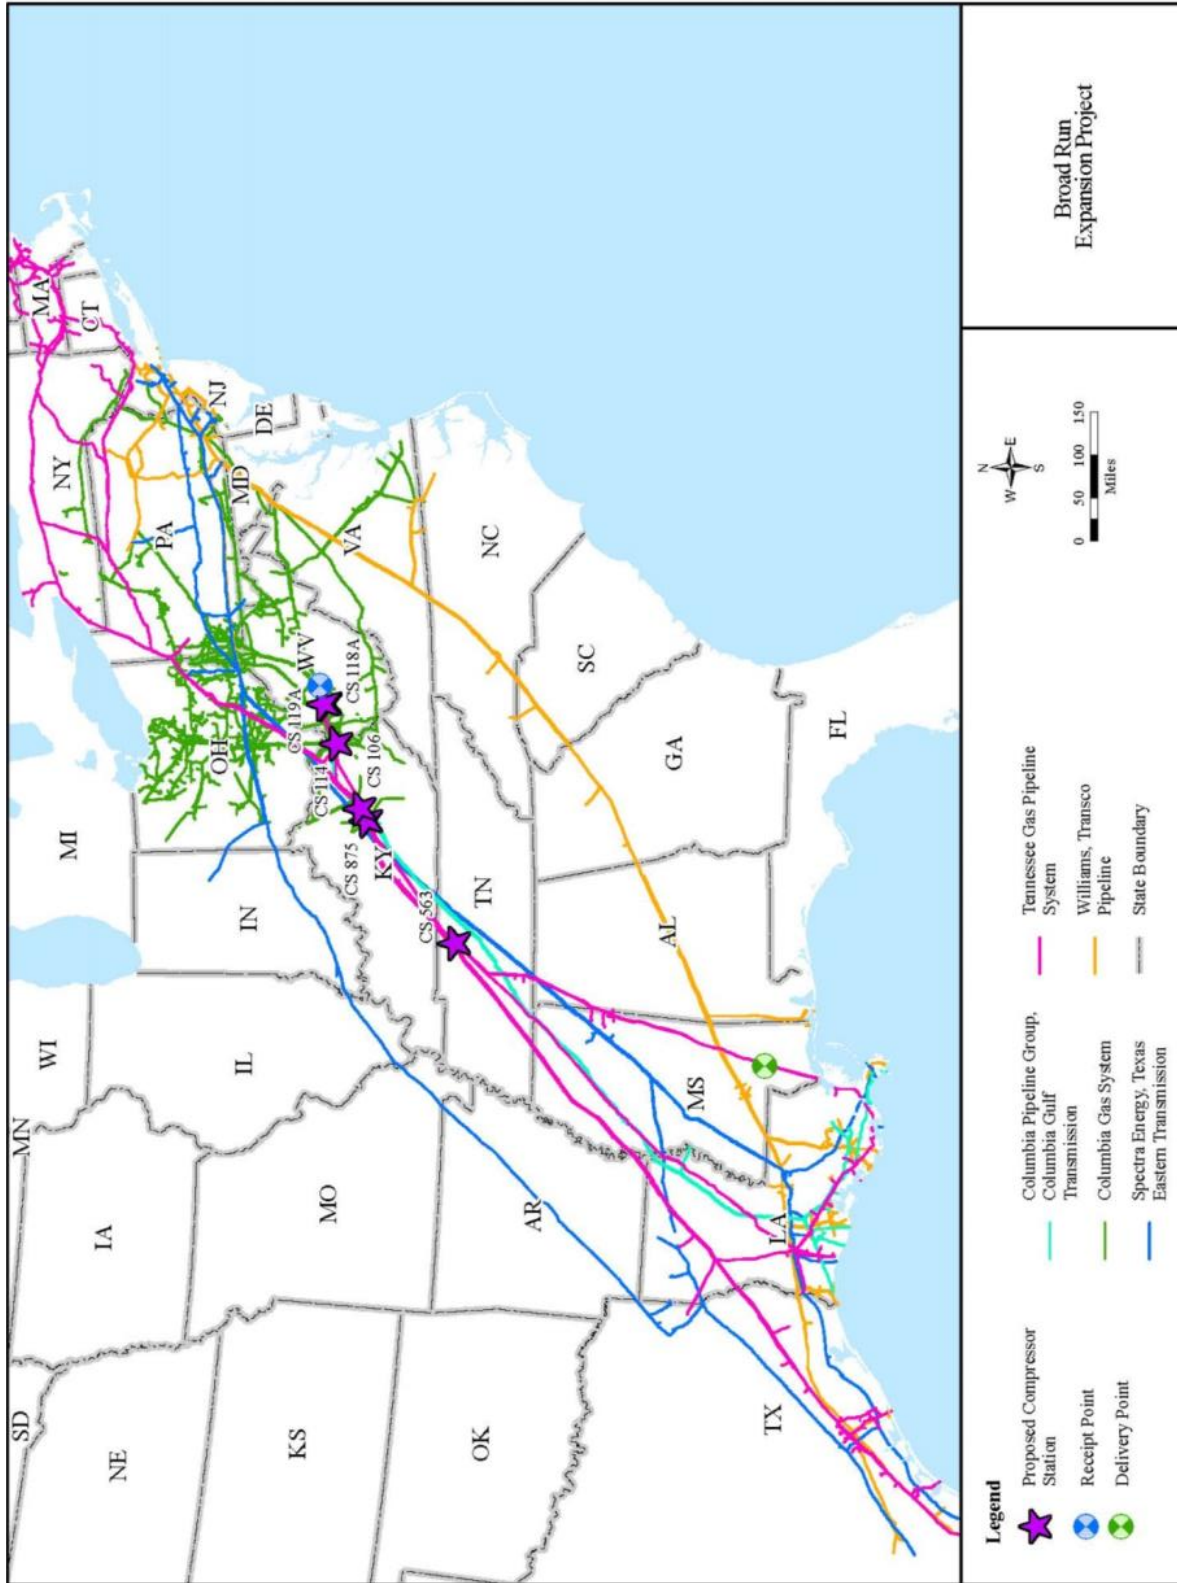 SD
MN
WI
MI
NE
IA
IL
IN
OH
PA
NY
MA
CT
NJ
DE
MD
WV
VA
KS
MO
KY
OK
AR
TN
NC
SC
TX
LA
MS
AL
GA
FL
CS 119A
CS 118A
CS 114
CS 106
CS 875
CS 563
Legend
Proposed Compressor
Station
Receipt Point
Delivery Point
Columbia Pipeline Group,
Columbia Gulf
Transmission
Columbia Gas System
Spectra Energy, Texas
Eastern Transmission
Tennessee Gas Pipeline
System
Williams, Transco
Pipeline
State Boundary
N
W
E
S
0 50 100 150
Miles
Broad Run
Expansion Project